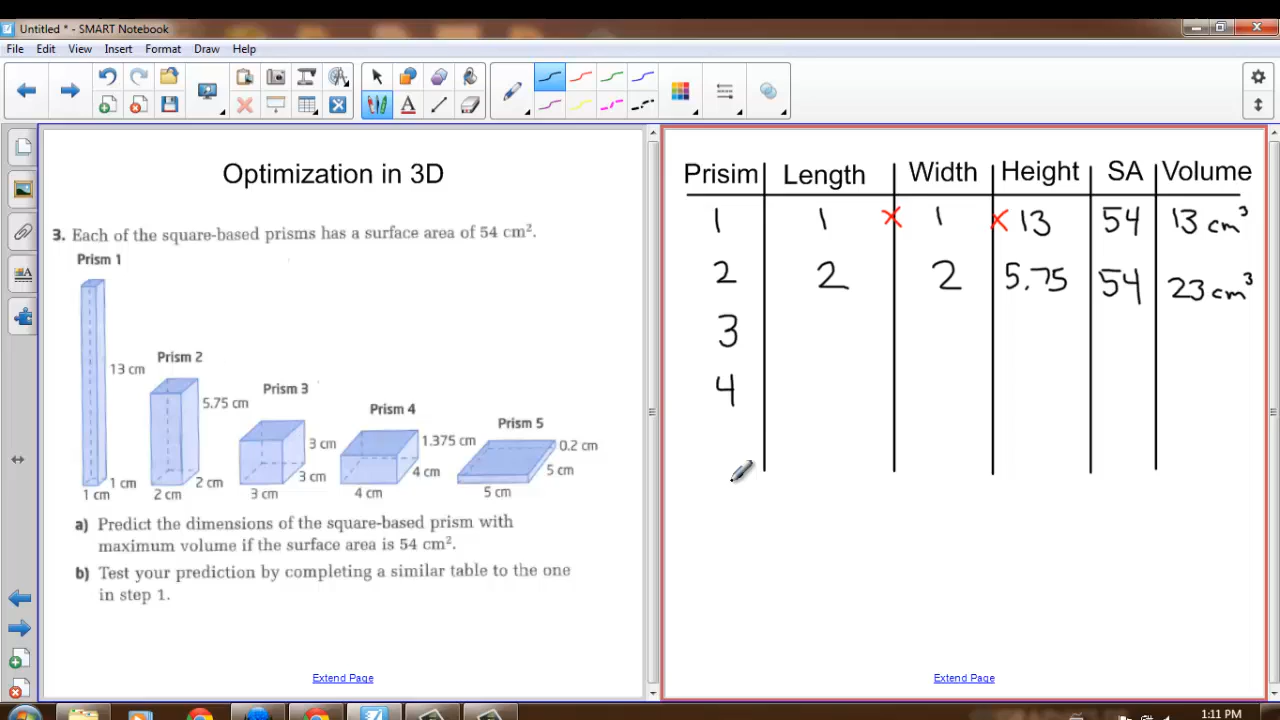 Untitled * - SMART Notebook
File Edit View Insert Format Draw Help
Optimization in 3D
3. Each of the square-based prisms has a surface area of 54 cm².
Prism 1
13 cm
1 cm
1 cm
Prism 2
5.75 cm
2 cm
2 cm
Prism 3
3 cm
3 cm
3 cm
Prism 4
1.375 cm
4 cm
4 cm
Prism 5
0.2 cm
5 cm
5 cm
a) Predict the dimensions of the square-based prism with
maximum volume if the surface area is 54 cm².
b) Test your prediction by completing a similar table to the one
in step 1.
Extend Page
Prisim Length Width Height SA Volume
1 1 × 1 × 13 54 13 cm³
2 2 2 5.75 54 23 cm³
3
4
Extend Page
1:11 PM